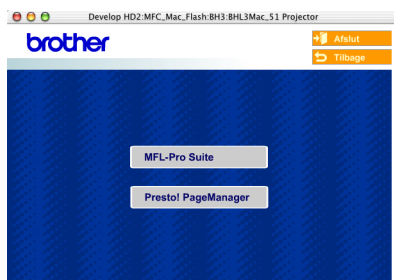 Develop HD2:MFC_Mac_Flash:BH3:BHL3Mac_51 Projector
brother
Afslut
Tilbage
MFL-Pro Suite
Presto! PageManager